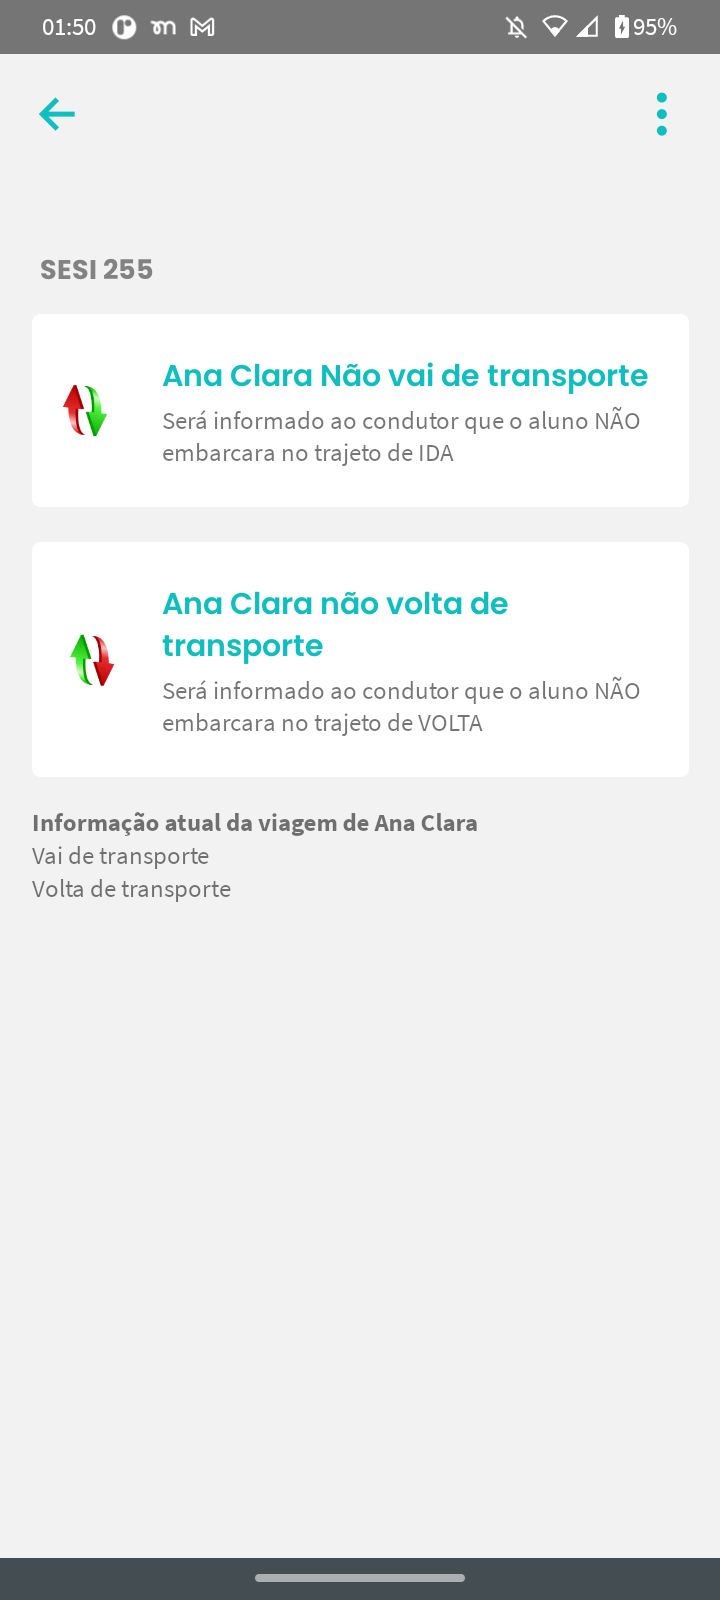 01:50
95%
SESI 255
Ana Clara Não vai de transporte
Será informado ao condutor que o aluno NÃO
embarcara no trajeto de IDA
Ana Clara não volta de
transporte
Será informado ao condutor que o aluno NÃO
embarcara no trajeto de VOLTA
Informação atual da viagem de Ana Clara
Vai de transporte
Volta de transporte